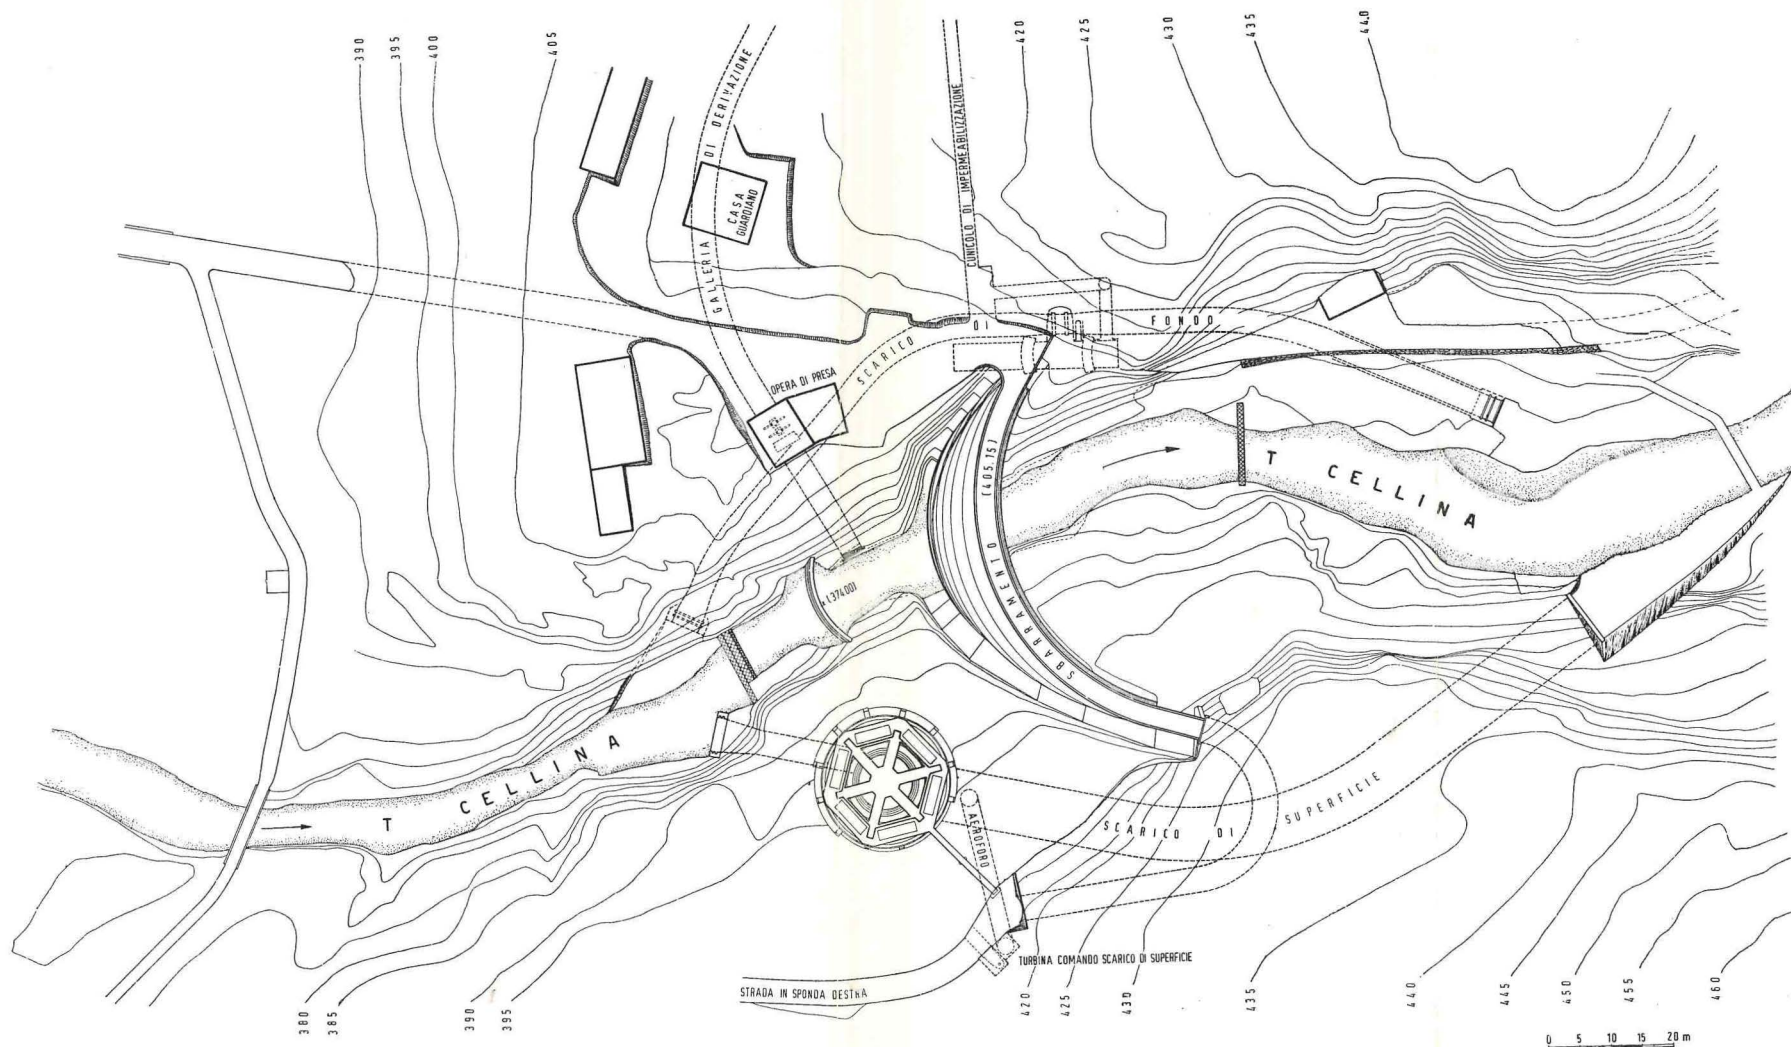 390
395
400
405
420
425
430
435
440
GALLERIA DI DERIVAZIONE
CASA
GUARDIANO
CUNICOLO DI IMPERMEABILIZZAZIONE
SCARICO DI FONDO
OPERA DI PRESA
(405.75)
SBARRAMENTO
T CELLINA
(374.00)
T CELLINA
SCARICO DI SUPERFICIE
AEROFORO
TURBINA COMANDO SCARICO DI SUPERFICIE
STRADA IN SPONDA DESTRA
380
385
390
395
420
425
430
435
440
445
450
455
460
0 5 10 15 20 m